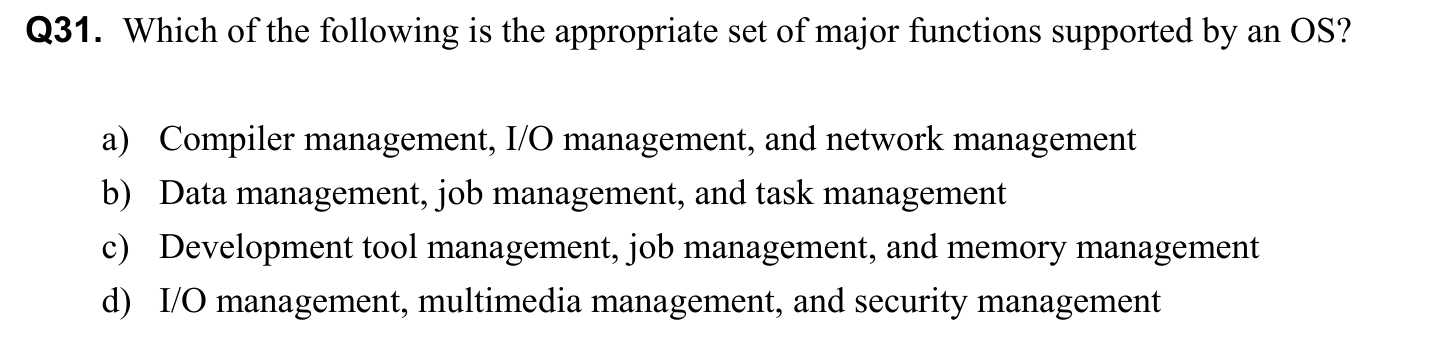 Q31. Which of the following is the appropriate set of major functions supported by an OS?
a) Compiler management, I/O management, and network management
b) Data management, job management, and task management
c) Development tool management, job management, and memory management
d) I/O management, multimedia management, and security management